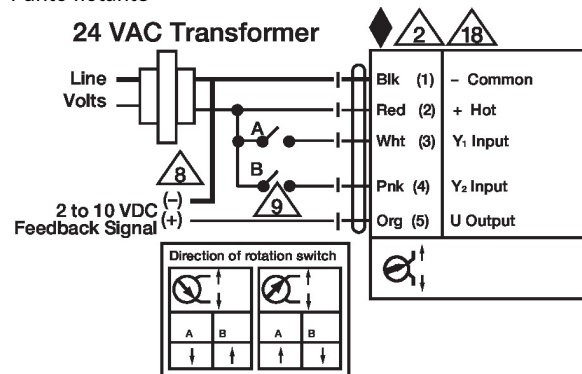 24 VAC Transformer
2 18
Line
Volts
Blk (1) – Common
Red (2) + Hot
A
Wht (3) Y₁ Input
8
B
Pnk (4) Y₂ Input
9
2 to 10 VDC (–)
Feedback Signal (+)
Org (5) U Output
Direction of rotation switch
A B A B